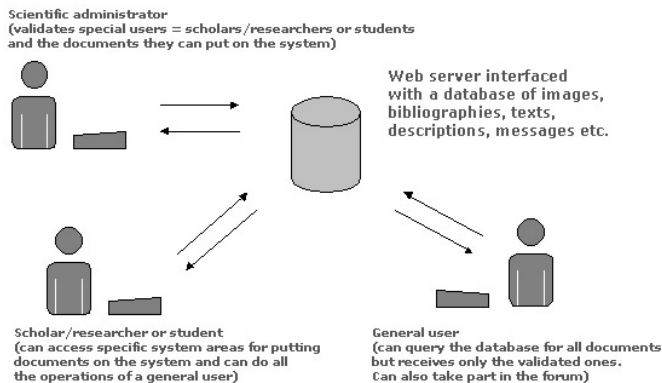 Scientific administrator
(validates special users = scholars/researchers or students
and the documents they can put on the system)
Web server interfaced
with a database of images,
bibliographies, texts,
descriptions, messages etc.
Scholar/researcher or student
(can access specific system areas for putting
documents on the system and can do all
the operations of a general user)
General user
(can query the database for all documents
but receives only the validated ones.
Can also take part in the forum)